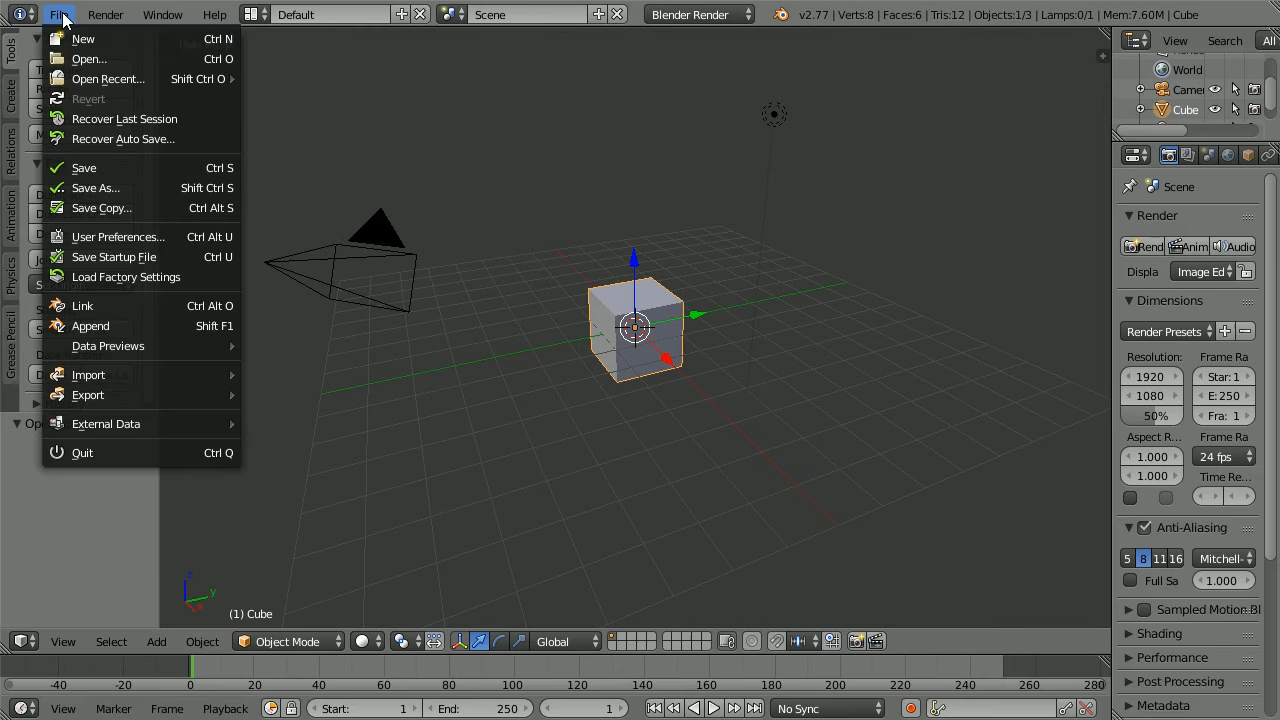 File Render Window Help Default Scene Blender Render v2.77 | Verts:8 | Faces:6 | Tris:12 | Objects:1/3 | Lamps:0/1 | Mem:7.60M | Cube
New Ctrl N
Open... Ctrl O
Open Recent... Shift Ctrl O
Revert
Recover Last Session
Recover Auto Save...
Save Ctrl S
Save As... Shift Ctrl S
Save Copy... Ctrl Alt S
User Preferences... Ctrl Alt U
Save Startup File Ctrl U
Load Factory Settings
Link Ctrl Alt O
Append Shift F1
Data Previews
Import
Export
External Data
Quit Ctrl Q
Tools
Create
Relations
Animation
Physics
Grease Pencil
(1) Cube
z
y
x
View Search All
World
Camer
Cube
Scene
Render
Rend Anim Audio
Displa Image Ed
Dimensions
Render Presets
Resolution: Frame Ra
1920 Star: 1
1080 E: 250
50% Fra: 1
Aspect R... Frame Ra
1.000 24 fps
1.000 Time Re...
Anti-Aliasing
5 8 11 16 Mitchell-
Full Sa 1.000
Sampled Motion Bl
Shading
Performance
Post Processing
Metadata
View Select Add Object Object Mode Global
-40 -20 0 20 40 60 80 100 120 140 160 180 200 220 240 260 280
View Marker Frame Playback Start: 1 End: 250 1 No Sync